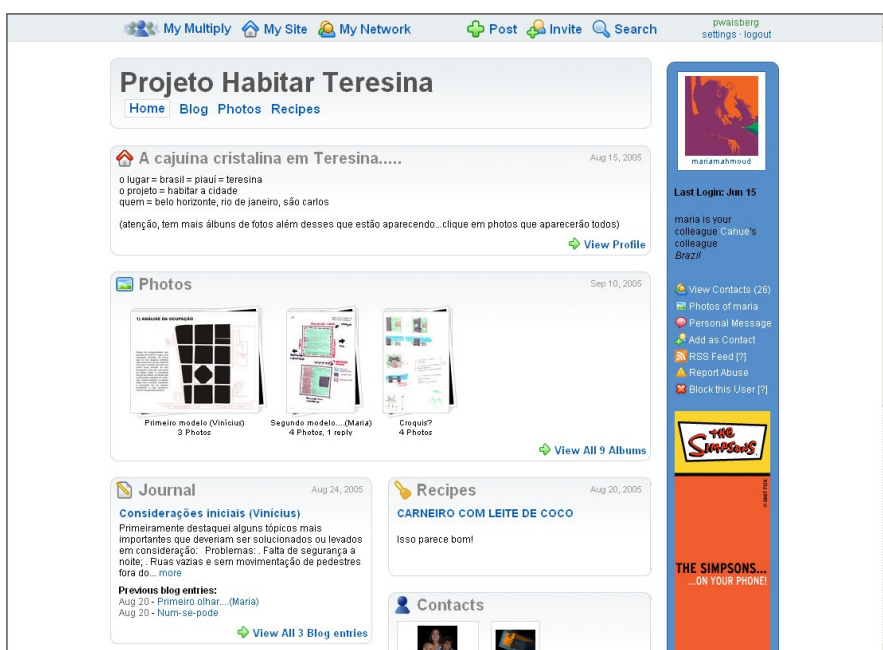 My Multiply My Site My Network Post Invite Search
pwaisberg
settings · logout
Projeto Habitar Teresina
Home Blog Photos Recipes
A cajuína cristalina em Teresina.....
Aug 15, 2005
o lugar = brasil = piauí = teresina
o projeto = habitar a cidade
quem = belo horizonte, rio de janeiro, são carlos
(atenção, tem mais álbuns de fotos além desses que estão aparecendo...clique em photos que aparecerão todos)
View Profile
Photos
Sep 10, 2005
1) ANÁLISE DA OCUPAÇÃO
Primeiro modelo (Vinícius)
3 Photos
Segundo modelo....(Maria)
4 Photos, 1 reply
Croquis?
4 Photos
View All 9 Albums
Journal
Aug 24, 2005
Considerações iniciais (Vinícius)
Primeiramente destaquei alguns tópicos mais
importantes que deveriam ser solucionados ou levados
em consideração: Problemas: . Falta de segurança a
noite; . Ruas vazias e sem movimentação de pedestres
fora do... more
Previous blog entries:
Aug 20 - Primeiro olhar....(Maria)
Aug 20 - Num-se-pode
View All 3 Blog entries
Recipes
Aug 20, 2005
CARNEIRO COM LEITE DE COCO
Isso parece bom!
Contacts
mariamahmoud
Last Login: Jun 15
maria is your
colleague Cahue's
colleague
Brazil
View Contacts (26)
Photos of maria
Personal Message
Add as Contact
RSS Feed [?]
Report Abuse
Block this User [?]
THE
SIMPSONS
© 2007 FOX
THE SIMPSONS...
...ON YOUR PHONE!